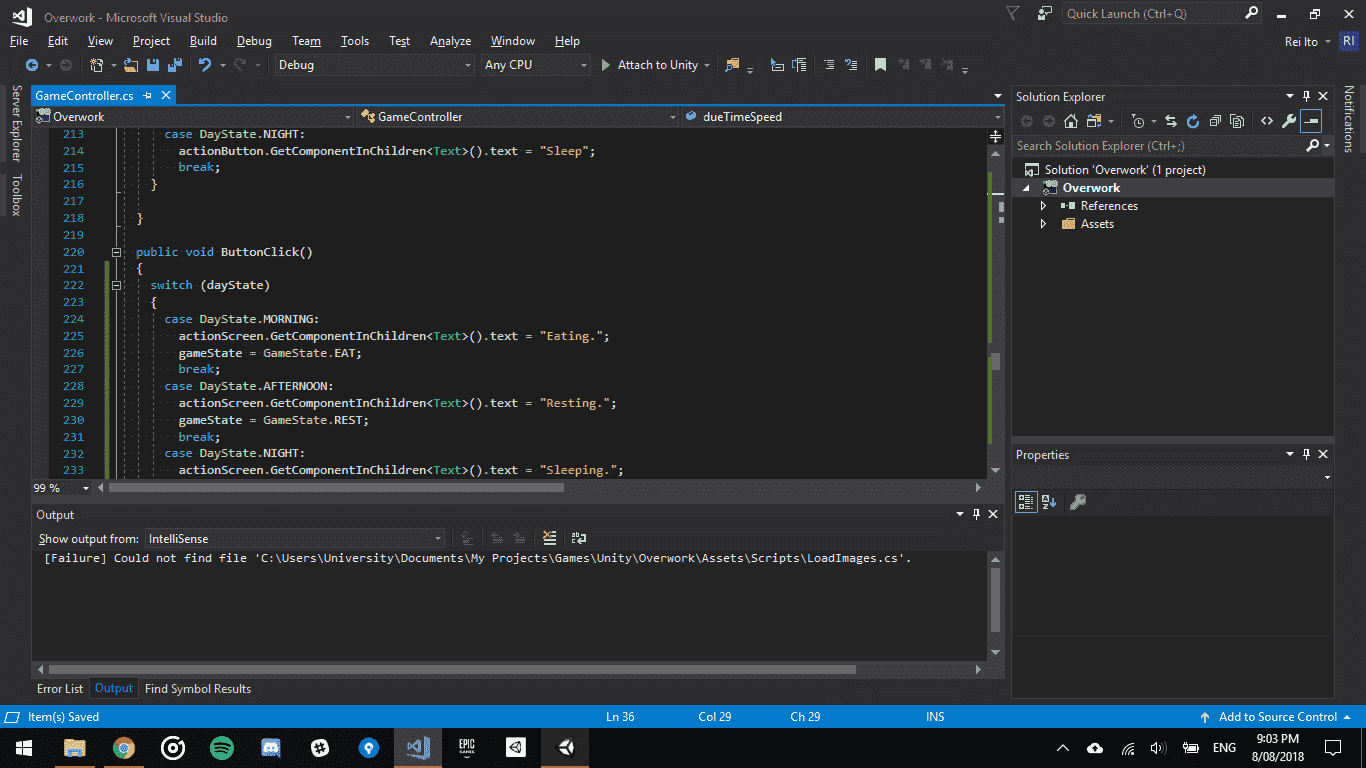 Overwork - Microsoft Visual Studio
Quick Launch (Ctrl+Q)
File Edit View Project Build Debug Team Tools Test Analyze Window Help
Rei Ito RI
Debug Any CPU Attach to Unity
Server Explorer
Toolbox
GameController.cs
Overwork GameController dueTimeSpeed
213 case DayState.NIGHT:
214 actionButton.GetComponentInChildren<Text>().text = "Sleep";
215 break;
216 }
217
218 }
219
220 public void ButtonClick()
221 {
222 switch (dayState)
223 {
224 case DayState.MORNING:
225 actionScreen.GetComponentInChildren<Text>().text = "Eating.";
226 gameState = GameState.EAT;
227 break;
228 case DayState.AFTERNOON:
229 actionScreen.GetComponentInChildren<Text>().text = "Resting.";
230 gameState = GameState.REST;
231 break;
232 case DayState.NIGHT:
233 actionScreen.GetComponentInChildren<Text>().text = "Sleeping.";
99 %
Output
Show output from: IntelliSense
[Failure] Could not find file 'C:\Users\University\Documents\My Projects\Games\Unity\Overwork\Assets\Scripts\LoadImages.cs'.
Error List Output Find Symbol Results
Solution Explorer
Search Solution Explorer (Ctrl+;)
Solution 'Overwork' (1 project)
Overwork
References
Assets
Properties
Notifications
Item(s) Saved Ln 36 Col 29 Ch 29 INS Add to Source Control
EPIC GAMES
ENG
9:03 PM
8/08/2018